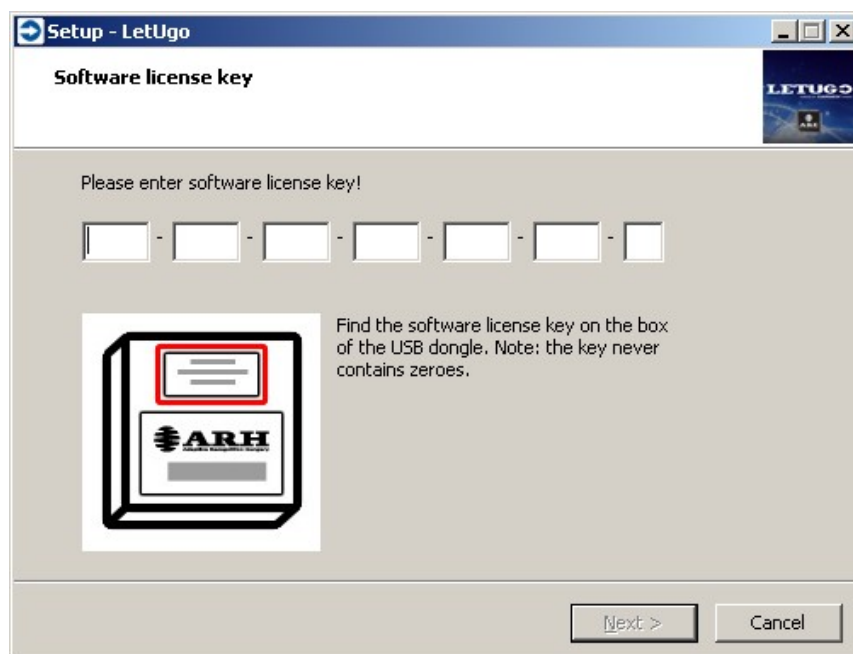 Setup - LetUgo
Software license key
LETUGO
ARH
Please enter software license key!
- - - - - -
Find the software license key on the box
of the USB dongle. Note: the key never
contains zeroes.
ARH
Next >
Cancel